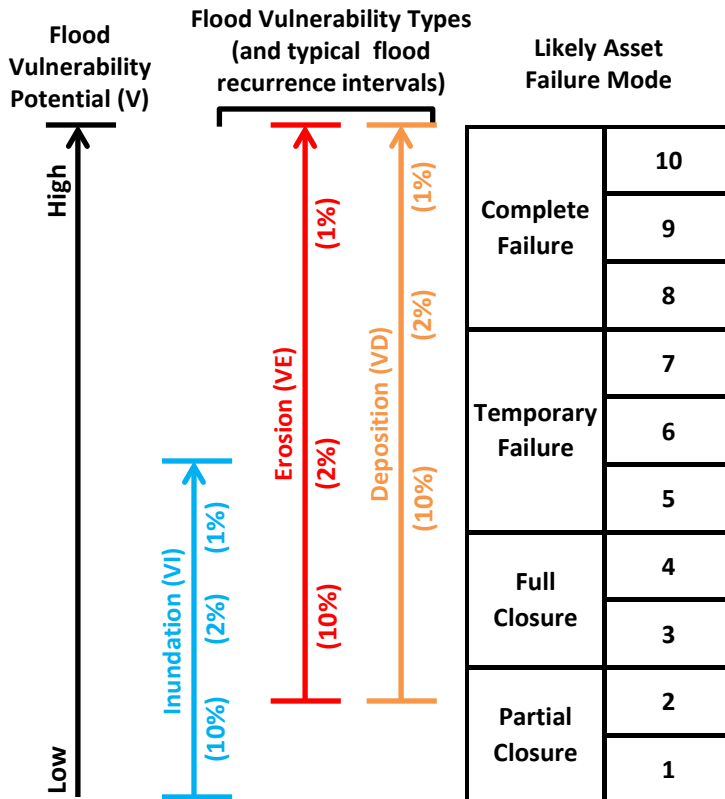 Flood
Vulnerability
Potential (V)
Flood Vulnerability Types
(and typical flood
recurrence intervals)
Likely Asset
Failure Mode
High
Low
Inundation (VI)
(1%)
(2%)
(10%)
Erosion (VE)
(1%)
(2%)
(10%)
Deposition (VD)
(1%)
(2%)
(10%)
Complete
Failure
10
9
8
Temporary
Failure
7
6
5
Full
Closure
4
3
Partial
Closure
2
1